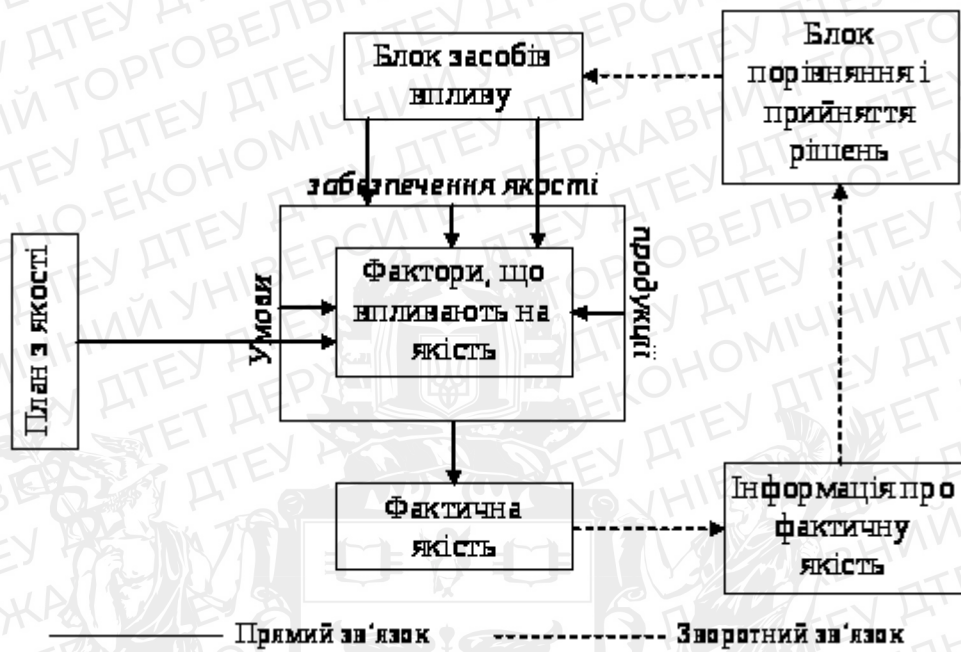 Блок засобів
впливу
Блок
порівняння і
прийняття
рішень
забезпечення якості
План з якості
Умови
Фактори, що
впливають на
якість
продукції
Фактична
якість
Інформація про
фактичну
якість
Прямий зв'язок
Зворотний зв'язок